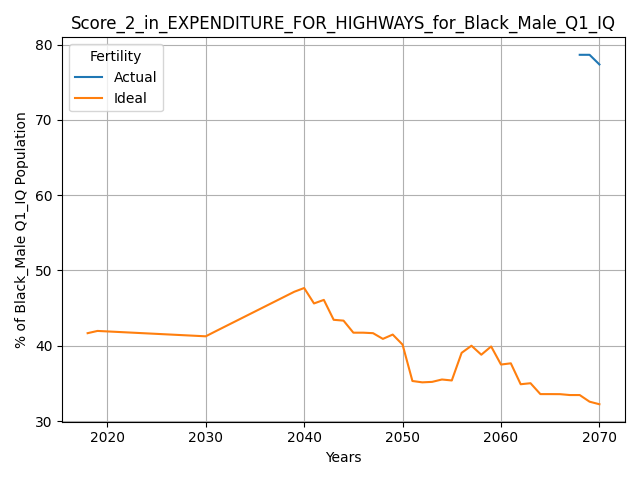 Score_2_in_EXPENDITURE_FOR_HIGHWAYS_for_Black_Male_Q1_IQ
Fertility
Actual
Ideal
% of Black_Male Q1_IQ Population
80
70
60
50
40
30
2020 2030 2040 2050 2060 2070
Years